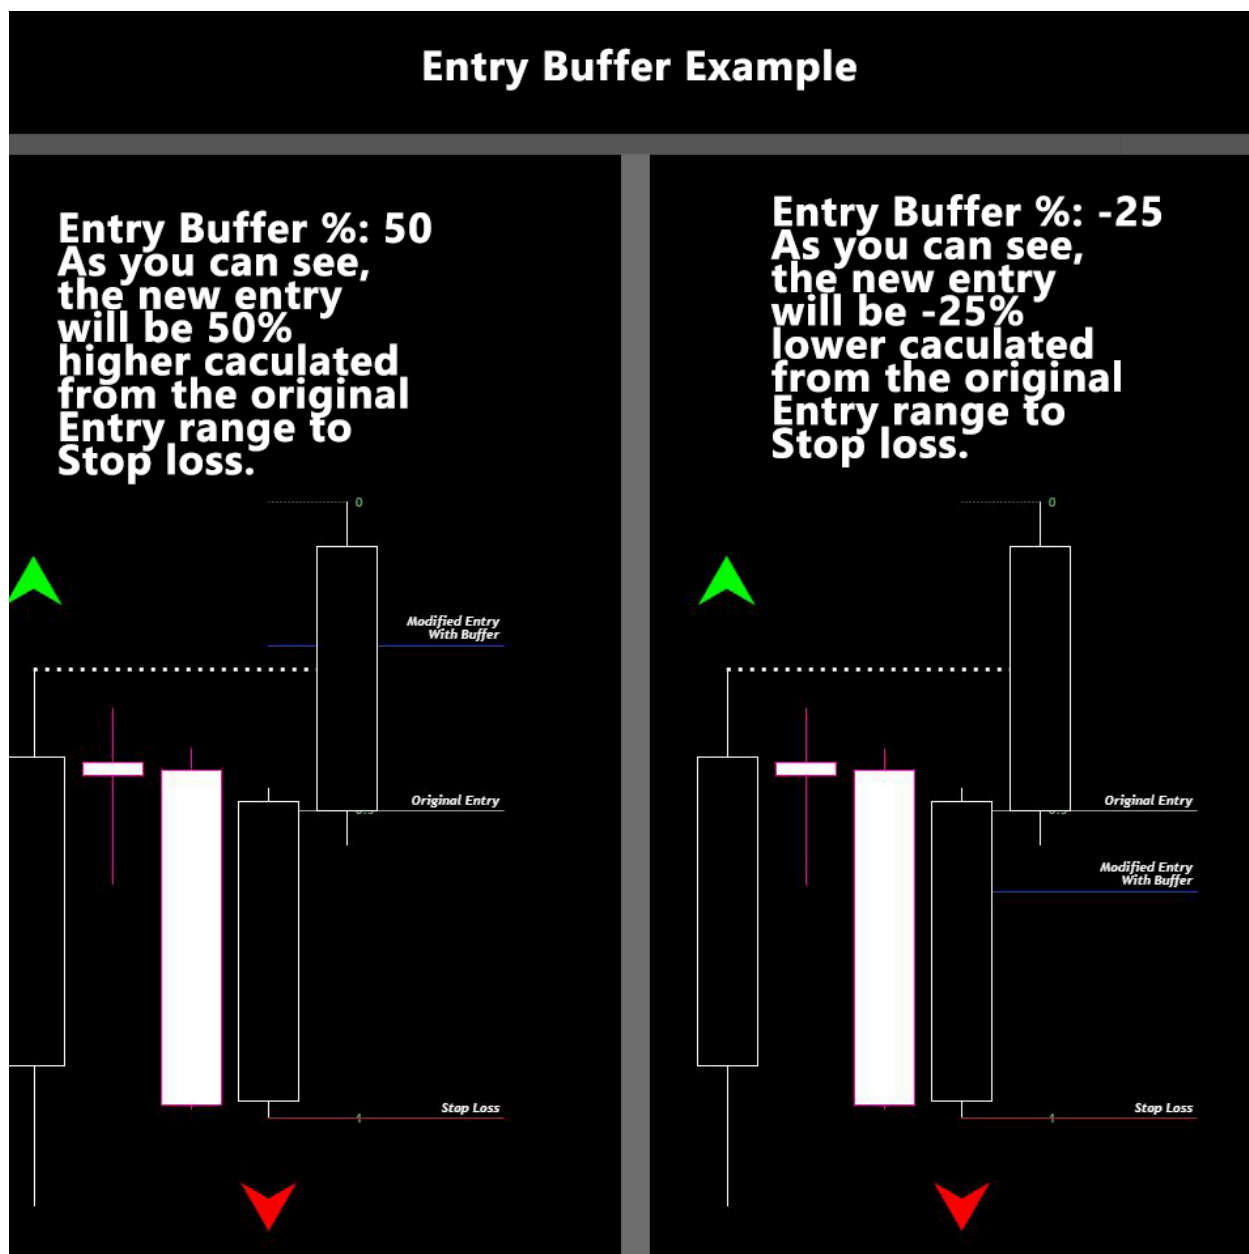 Entry Buffer Example
Entry Buffer %: 50
As you can see,
the new entry
will be 50%
higher caculated
from the original
Entry range to
Stop loss.
0
Modified Entry
With Buffer
Original Entry
Stop Loss
1
Entry Buffer %: -25
As you can see,
the new entry
will be -25%
lower caculated
from the original
Entry range to
Stop loss.
0
Original Entry
Modified Entry
With Buffer
Stop Loss
1